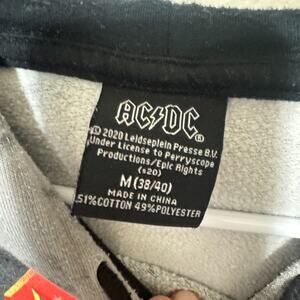 AC⚡DC®
© 2020 Leidseplein Presse B.V.
Under License to Perryscope
Productions/Epic Rights
(s20)
M (38/40)
MADE IN CHINA
51%COTTON 49%POLYESTER